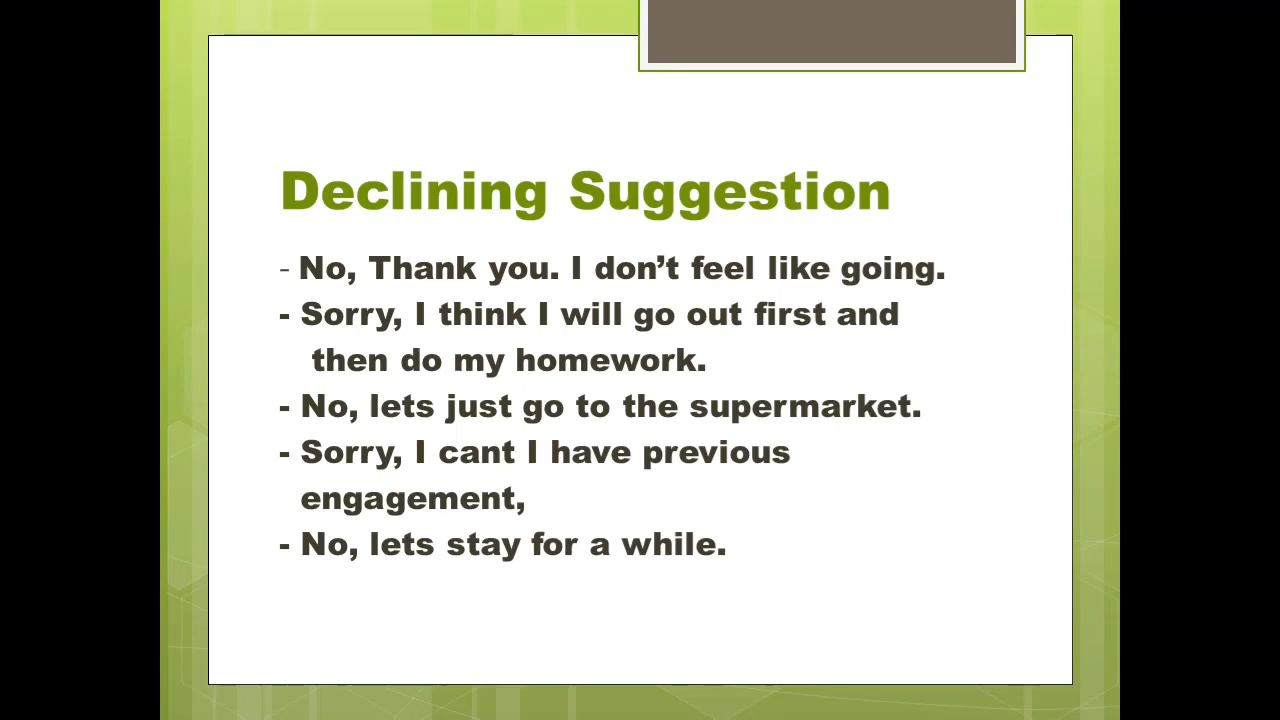 Declining Suggestion
- No, Thank you. I don’t feel like going.
- Sorry, I think I will go out first and
then do my homework.
- No, lets just go to the supermarket.
- Sorry, I cant I have previous
engagement,
- No, lets stay for a while.